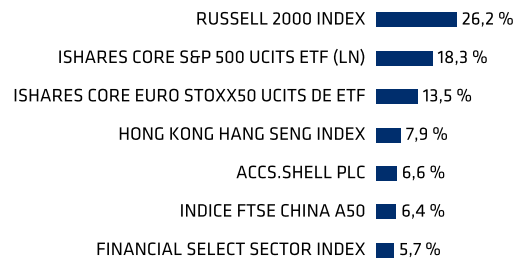 RUSSELL 2000 INDEX 26,2 %
ISHARES CORE S&P 500 UCITS ETF (LN) 18,3 %
ISHARES CORE EURO STOXX50 UCITS DE ETF 13,5 %
HONG KONG HANG SENG INDEX 7,9 %
ACCS.SHELL PLC 6,6 %
INDICE FTSE CHINA A50 6,4 %
FINANCIAL SELECT SECTOR INDEX 5,7 %